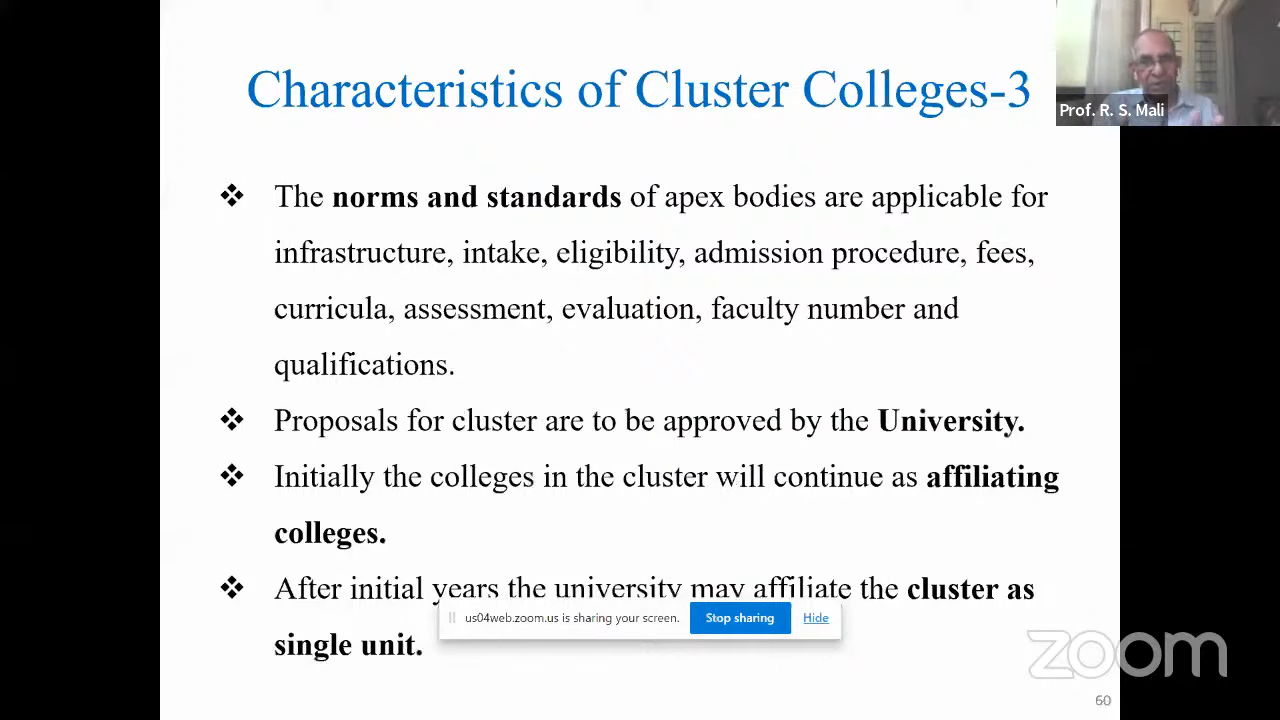 Characteristics of Cluster Colleges-3
Prof. R. S. Mali
❖ The norms and standards of apex bodies are applicable for
infrastructure, intake, eligibility, admission procedure, fees,
curricula, assessment, evaluation, faculty number and
qualifications.
❖ Proposals for cluster are to be approved by the University.
❖ Initially the colleges in the cluster will continue as affiliating
colleges.
❖ After initial years the university may affiliate the cluster as
us04web.zoom.us is sharing your screen. Stop sharing Hide
single unit.
zoom
60